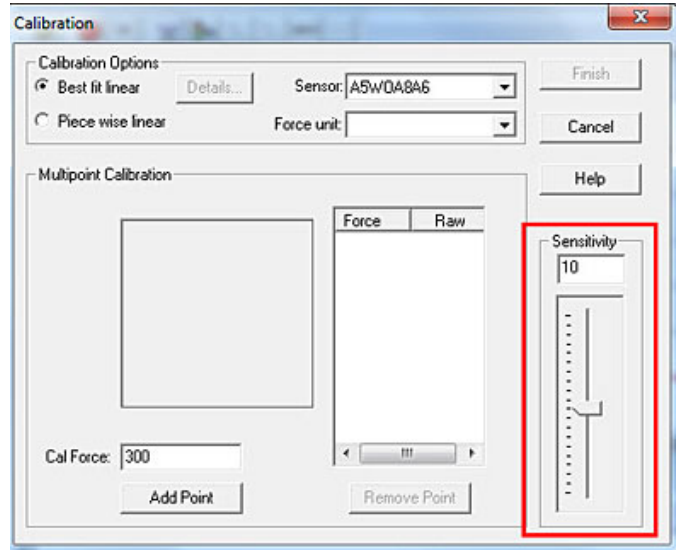 Calibration
Calibration Options
Best fit linear
Details...
Sensor: A5W0A8A6
Finish
Piece wise linear
Force unit:
Cancel
Help
Multipoint Calibration
Force Raw
Sensitivity
10
Cal Force: 300
Add Point
Remove Point